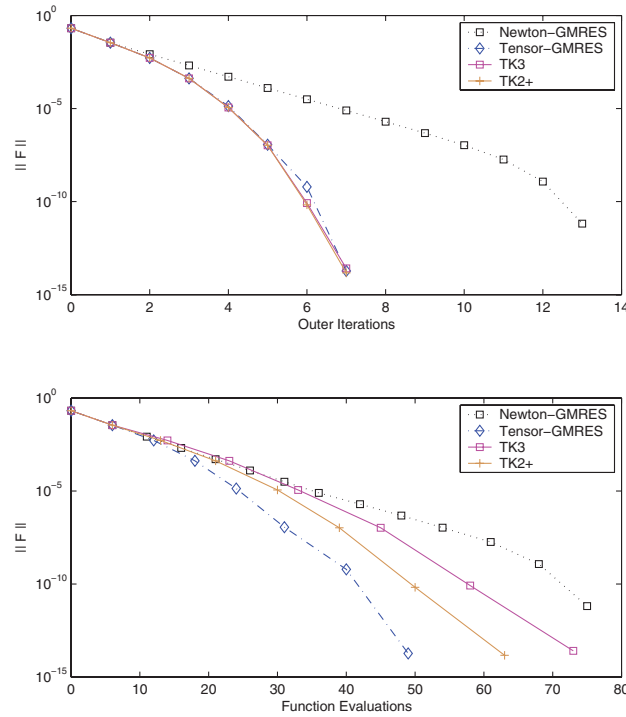 10^0
10^-5
10^-10
10^-15
|| F ||
0 2 4 6 8 10 12 14
Outer Iterations
Newton-GMRES
Tensor-GMRES
TK3
TK2+
10^0
10^-5
10^-10
10^-15
|| F ||
0 10 20 30 40 50 60 70 80
Function Evaluations
Newton-GMRES
Tensor-GMRES
TK3
TK2+